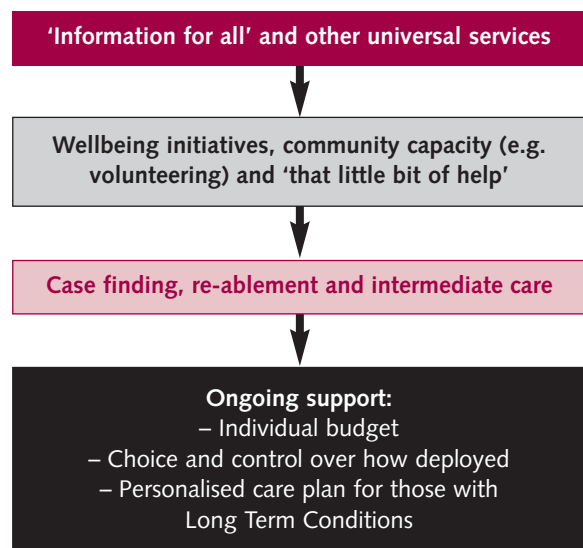 ‘Information for all’ and other universal services
Wellbeing initiatives, community capacity (e.g.
volunteering) and ‘that little bit of help’
Case finding, re-ablement and intermediate care
Ongoing support:
– Individual budget
– Choice and control over how deployed
– Personalised care plan for those with
Long Term Conditions